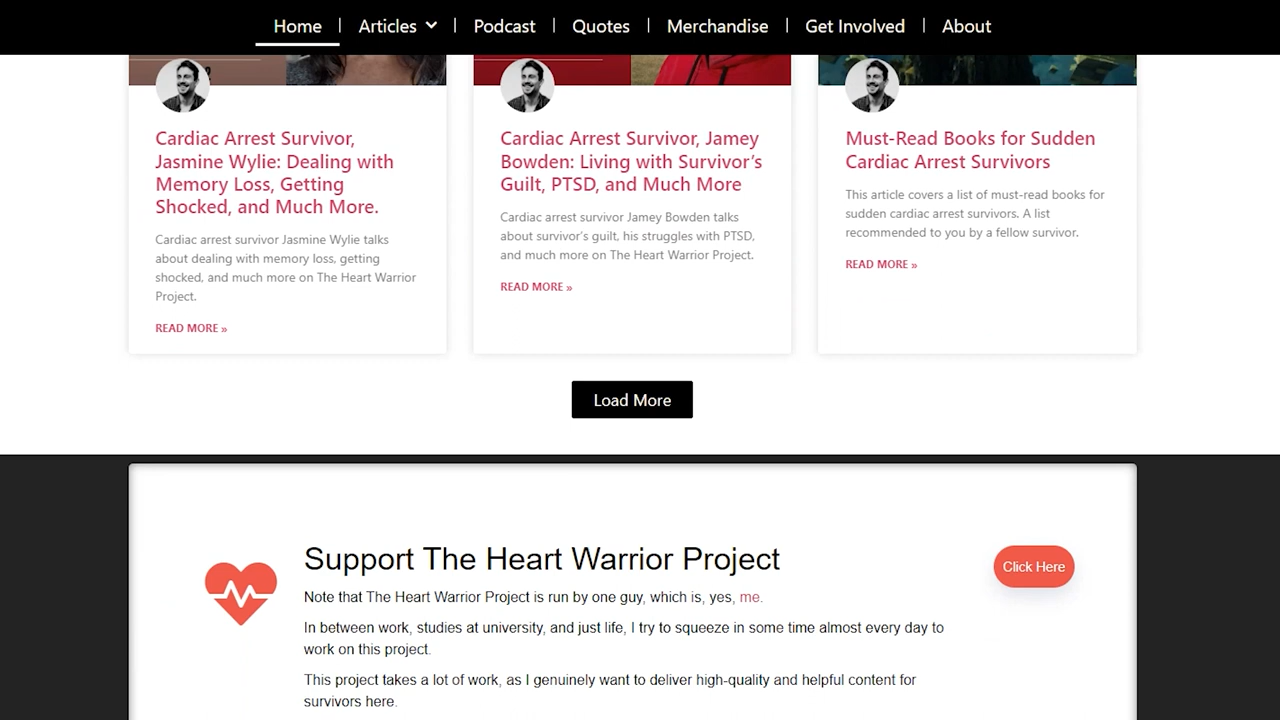 Home | Articles | Podcast | Quotes | Merchandise | Get Involved | About
Cardiac Arrest Survivor,
Jasmine Wylie: Dealing with
Memory Loss, Getting
Shocked, and Much More.
Cardiac arrest survivor Jasmine Wylie talks
about dealing with memory loss, getting
shocked, and much more on The Heart Warrior
Project.
READ MORE »
Cardiac Arrest Survivor, Jamey
Bowden: Living with Survivor’s
Guilt, PTSD, and Much More
Cardiac arrest survivor Jamey Bowden talks
about survivor’s guilt, his struggles with PTSD,
and much more on The Heart Warrior Project.
READ MORE »
Must-Read Books for Sudden
Cardiac Arrest Survivors
This article covers a list of must-read books for
sudden cardiac arrest survivors. A list
recommended to you by a fellow survivor.
READ MORE »
Load More
Support The Heart Warrior Project
Click Here
Note that The Heart Warrior Project is run by one guy, which is, yes, me.
In between work, studies at university, and just life, I try to squeeze in some time almost every day to
work on this project.
This project takes a lot of work, as I genuinely want to deliver high-quality and helpful content for
survivors here.